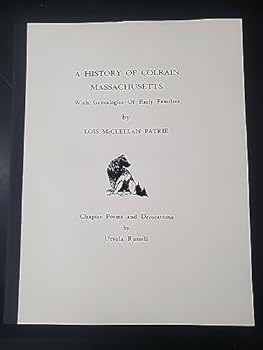 A HISTORY OF COLRAIN
MASSACHUSETTS
With Genealogies Of Early Families
by
LOIS McCLELLAN PATRIE
Chapter Poems and Decorations
by
Ursula Russell